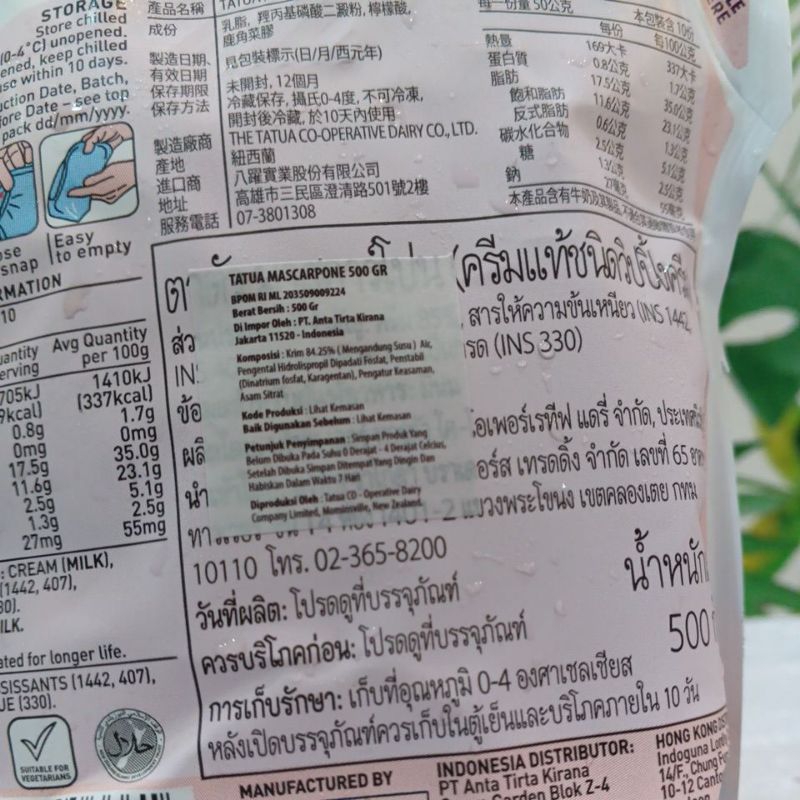 STORAGE
Store chilled
(0-4°C) unopened.
ened, keep chilled
use within 10 days.
uction Date, Batch,
ore Date – see top
pack dd/mm/yyyy.
ose
snap
Easy
to empty
RMATION
10
uantity
erving
Avg Quantity
per 100g
705kJ
1410kJ
9kcal)
(337kcal)
0.8g
1.7g
0mg
0mg
17.5g
35.0g
11.6g
23.1g
2.5g
5.1g
1.3g
2.5g
27mg
55mg
: CREAM (MILK),
(1442, 407),
30).
ILK.
ated for longer life.
SISSANTS (1442, 407),
UE (330).
SUITABLE FOR
VEGETARIANS
產品名稱
成份
乳脂, 羥丙基磷酸二澱粉, 檸檬酸,
鹿角菜膠
製造日期、
有效日期
見包裝標示(日/月/西元年)
保存期限
未開封, 12個月
保存方法
冷藏保存, 攝氏0-4度, 不可冷凍,
開封後冷藏, 於10天內使用
製造廠商
THE TATUA CO-OPERATIVE DAIRY CO., LTD.
產地
紐西蘭
進口商
八曜實業股份有限公司
地址
高雄市三民區澄清路501號2樓
服務電話
07-3801308
每一份量 50公克
本包裝含 10份
每份
每100公克
熱量
169大卡
337大卡
蛋白質
0.8公克
1.7公克
脂肪
17.5公克
35.0公克
飽和脂肪
11.6公克
23.1公克
反式脂肪
0.6公克
1.3公克
碳水化合物
2.5公克
5.1公克
糖
1.3公克
2.5公克
鈉
27毫克
55毫克
本產品含有牛奶及其製品
(ครีมแท้ชนิดวิปปิ้งครีม
สารให้ความข้นเหนียว (INS 1442,
รด (INS 330)
อเพอร์เรทีฟ แดรี่ จำกัด, ประเทศ
อร์ส เทรดดิ้ง จำกัด เลขที่ 65
แขวงพระโขนง เขตคลองเตย กทม
10110 โทร. 02-365-8200
วันที่ผลิต: โปรดดูที่บรรจุภัณฑ์
ควรบริโภคก่อน: โปรดดูที่บรรจุภัณฑ์
น้ำหนัก
500
การเก็บรักษา: เก็บที่อุณหภูมิ 0-4 องศาเซลเซียส
หลังเปิดบรรจุภัณฑ์ควรเก็บในตู้เย็นและบริโภคภายใน 10 วัน
TATUA MASCARPONE 500 GR
BPOM RI ML 203509009224
Berat Bersih : 500 Gr
Di Impor Oleh : PT. Anta Tirta Kirana
Jakarta 11520 - Indonesia
Komposisi : Krim 84.25% ( Mengandung Susu ) Air,
Pengental Hidrolispropil Dipadati Fosfat, Penstabil
(Dinatrium fosfat, Karagentan), Pengatur Keasaman,
Asam Sitrat
Kode Produksi : Lihat Kemasan
Baik Digunakan Sebelum : Lihat Kemasan
Petunjuk Penyimpanan : Simpan Produk Yang
Belum Dibuka Pada Suhu 0 Derajat - 4 Derajat Celcius,
Setelah Dibuka Simpan Ditempat Yang Dingin Dan
Habiskan Dalam Waktu 7 Hari
Diproduksi Oleh : Tatua CO - Operative Dairy
Company Limited, Morrinsville, New Zealand.
MANUFACTURED BY
INDONESIA DISTRIBUTOR:
PT Anta Tirta Kirana
Garden Blok Z-4
HONG KONG
Indoguna
14/F., Chung
10-12